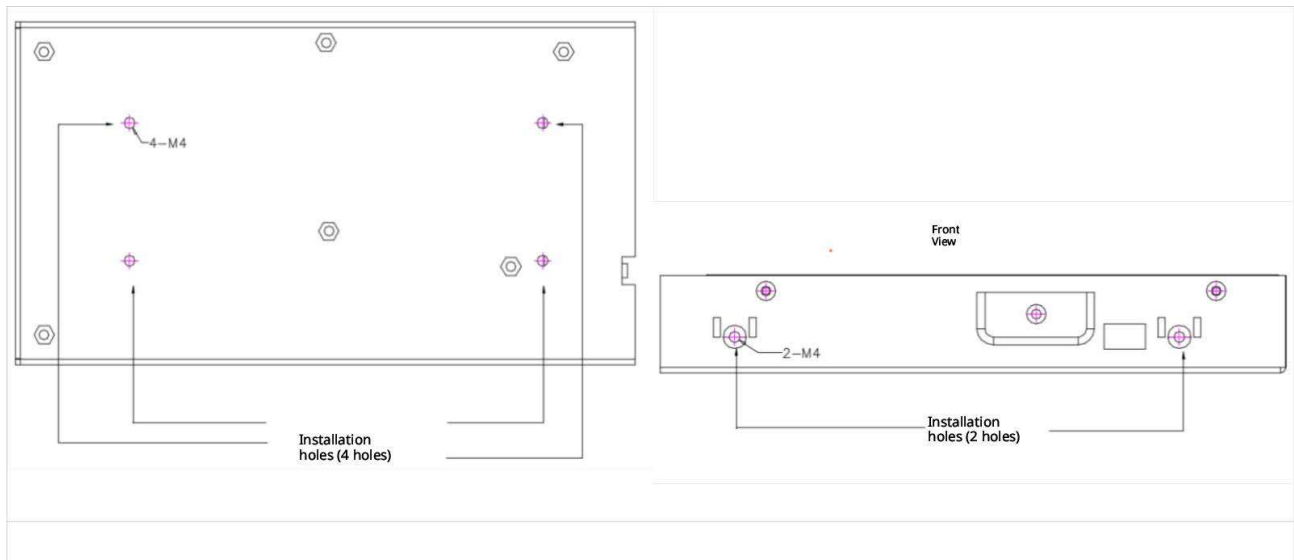 4-M4
Installation
holes (4 holes)
Front
View
2-M4
Installation
holes (2 holes)